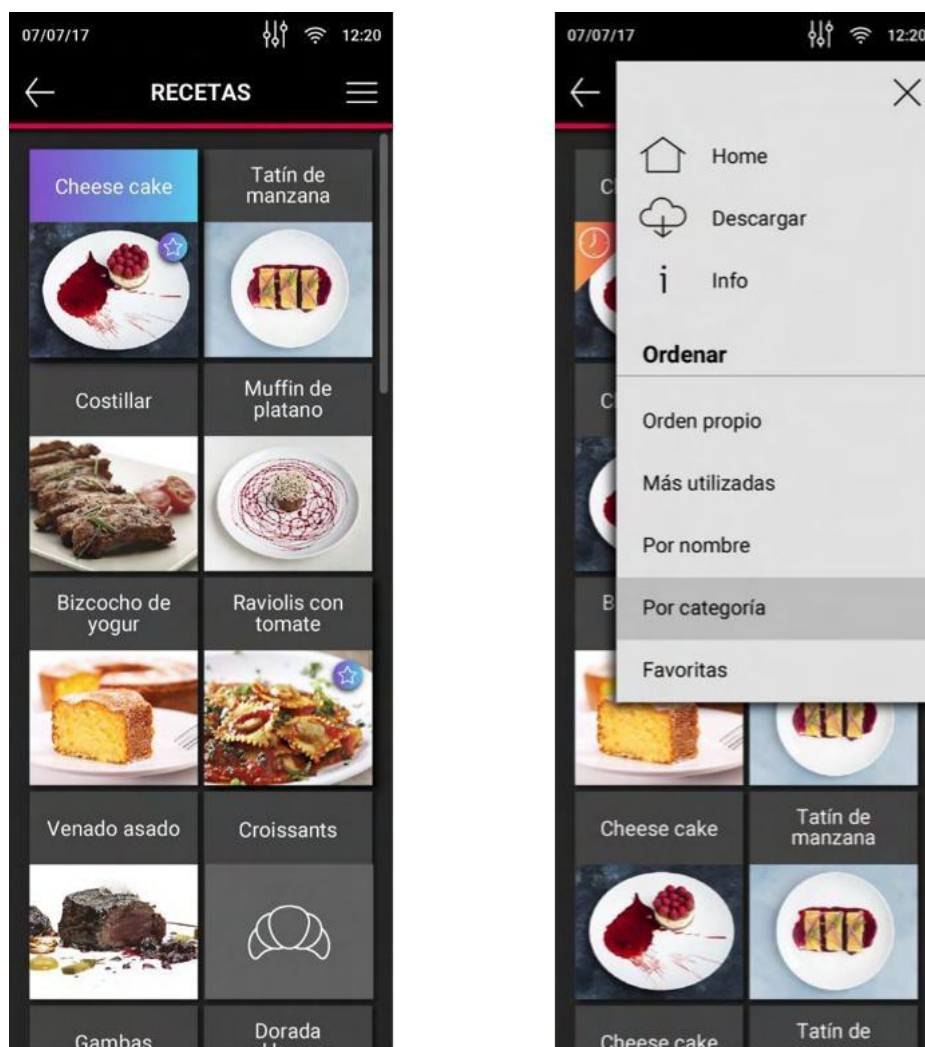 07/07/17
12:20
RECETAS
Cheese cake
Tatín de
manzana
Costillar
Muffin de
platano
Bizcocho de
yogur
Raviolis con
tomate
Venado asado
Croissants
Gambas
Dorada
07/07/17
12:20
Home
Descargar
i Info
Ordenar
Orden propio
Más utilizadas
Por nombre
Por categoría
Favoritas
Cheese cake
Tatín de
manzana
Cheese cake
Tatín de